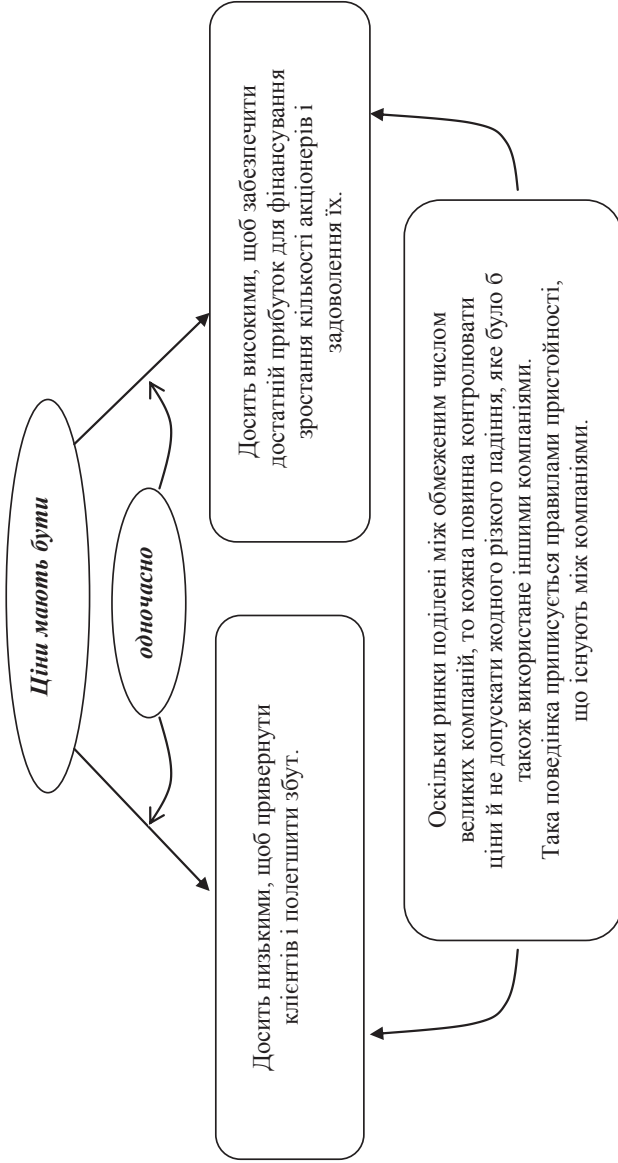 Ціни мають бути
одночасно
Досить низькими, щоб привернути
клієнтів і полегшити збут.
Досить високими, щоб забезпечити
достатній прибуток для фінансування
зростання кількості акціонерів і
задоволення їх.
Оскільки ринки поділені між обмеженим числом
великих компаній, то кожна повинна контролювати
ціни й не допускати жодного різкого падіння, яке було б
також використане іншими компаніями.
Така поведінка приписується правилами пристойності,
що існують між компаніями.